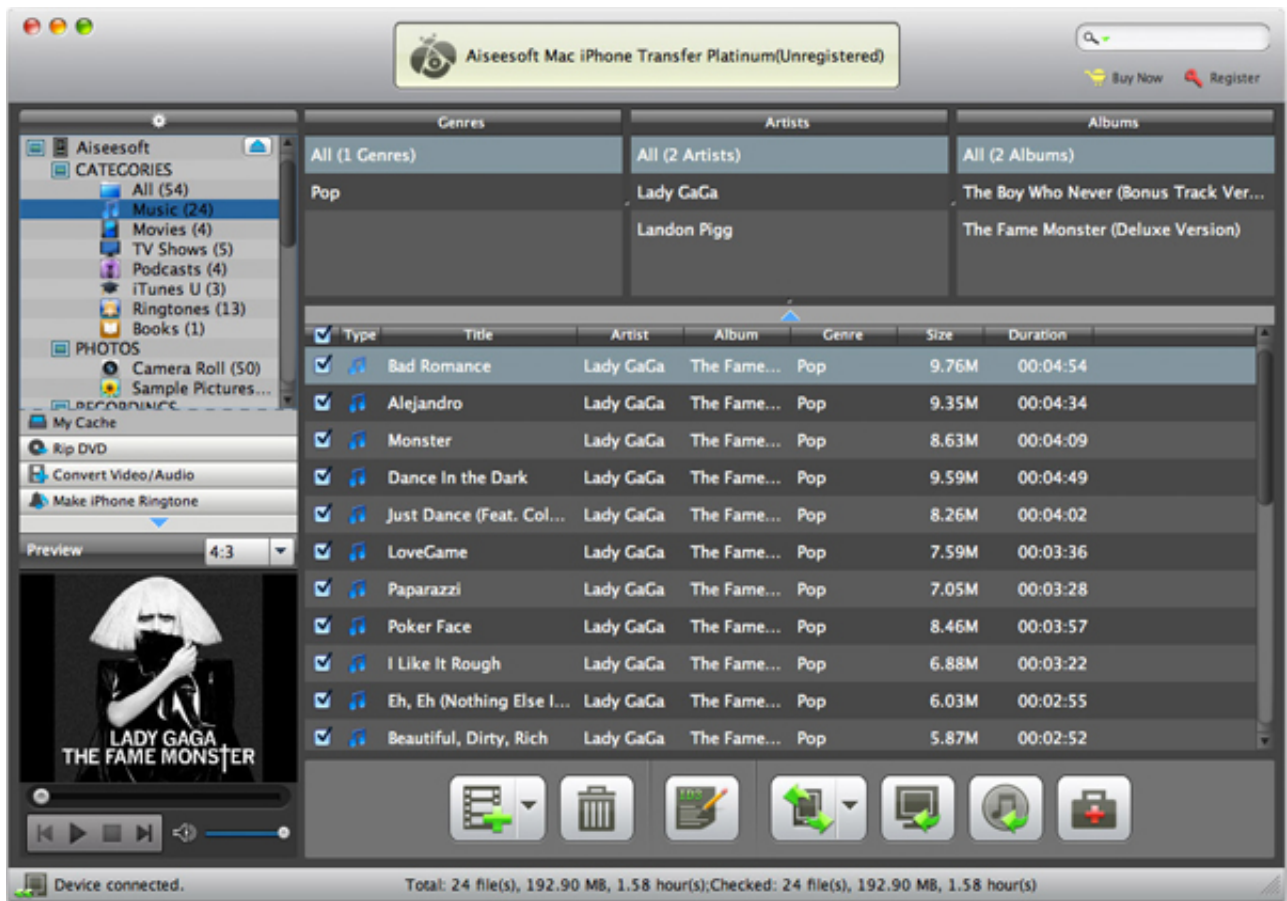 Aiseesoft Mac iPhone Transfer Platinum(Unregistered)
Buy Now Register
Genres Artists Albums
Aiseesoft
CATEGORIES
All (54)
Music (24)
Movies (4)
TV Shows (5)
Podcasts (4)
iTunes U (3)
Ringtones (13)
Books (1)
PHOTOS
Camera Roll (50)
Sample Pictures...
RECORDINGS
My Cache
Rip DVD
Convert Video/Audio
Make iPhone Ringtone
Preview 4:3
LADY GAGA
THE FAME MONSTER
All (1 Genres) All (2 Artists) All (2 Albums)
Pop Lady GaGa The Boy Who Never (Bonus Track Ver...
Landon Pigg The Fame Monster (Deluxe Version)
Type Title Artist Album Genre Size Duration
Bad Romance Lady GaGa The Fame... Pop 9.76M 00:04:54
Alejandro Lady GaGa The Fame... Pop 9.35M 00:04:34
Monster Lady GaGa The Fame... Pop 8.63M 00:04:09
Dance In the Dark Lady GaGa The Fame... Pop 9.59M 00:04:49
Just Dance (Feat. Col... Lady GaGa The Fame... Pop 8.26M 00:04:02
LoveGame Lady GaGa The Fame... Pop 7.59M 00:03:36
Paparazzi Lady GaGa The Fame... Pop 7.05M 00:03:28
Poker Face Lady GaGa The Fame... Pop 8.46M 00:03:57
I Like It Rough Lady GaGa The Fame... Pop 6.88M 00:03:22
Eh, Eh (Nothing Else I... Lady GaGa The Fame... Pop 6.03M 00:02:55
Beautiful, Dirty, Rich Lady GaGa The Fame... Pop 5.87M 00:02:52
ID3
Device connected. Total: 24 file(s), 192.90 MB, 1.58 hour(s);Checked: 24 file(s), 192.90 MB, 1.58 hour(s)